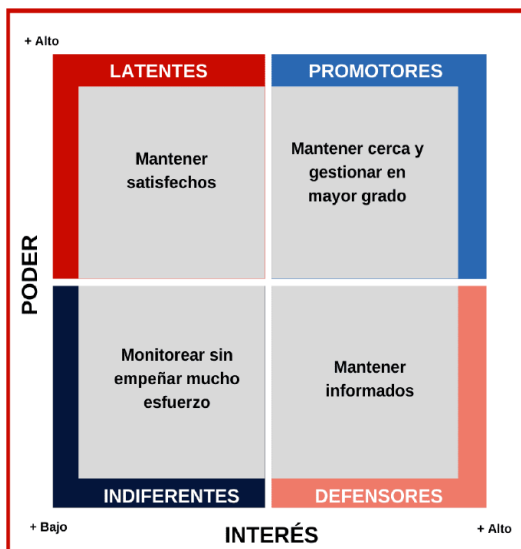 + Alto
LATENTES
PROMOTORES
Mantener
satisfechos
Mantener cerca y
gestionar en
mayor grado
PODER
Monitorear sin
empeñar mucho
esfuerzo
Mantener
informados
INDIFERENTES
DEFENSORES
+ Bajo
INTERÉS
+ Alto